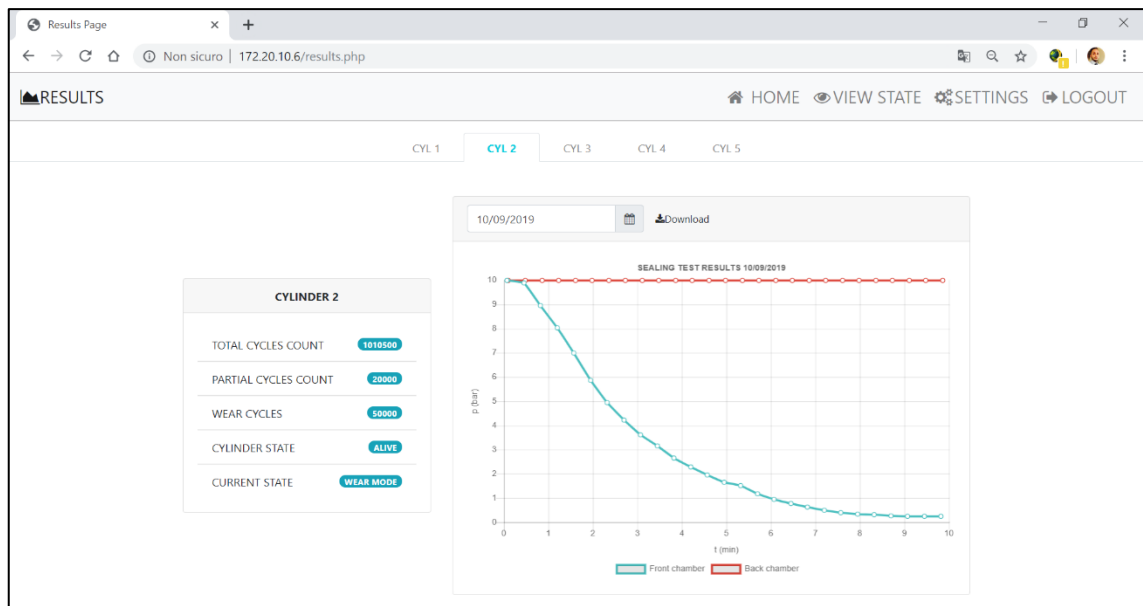 Results Page
Non sicuro | 172.20.10.6/results.php
RESULTS
HOME VIEW STATE SETTINGS LOGOUT
CYL 1 CYL 2 CYL 3 CYL 4 CYL 5
10/09/2019 Download
SEALING TEST RESULTS 10/09/2019
CYLINDER 2
TOTAL CYCLES COUNT 1010500
PARTIAL CYCLES COUNT 20000
WEAR CYCLES 50000
CYLINDER STATE ALIVE
CURRENT STATE WEAR MODE
p (bar)
10
9
8
7
6
5
4
3
2
1
0
0 1 2 3 4 5 6 7 8 9 10
t (min)
Front chamber Back chamber